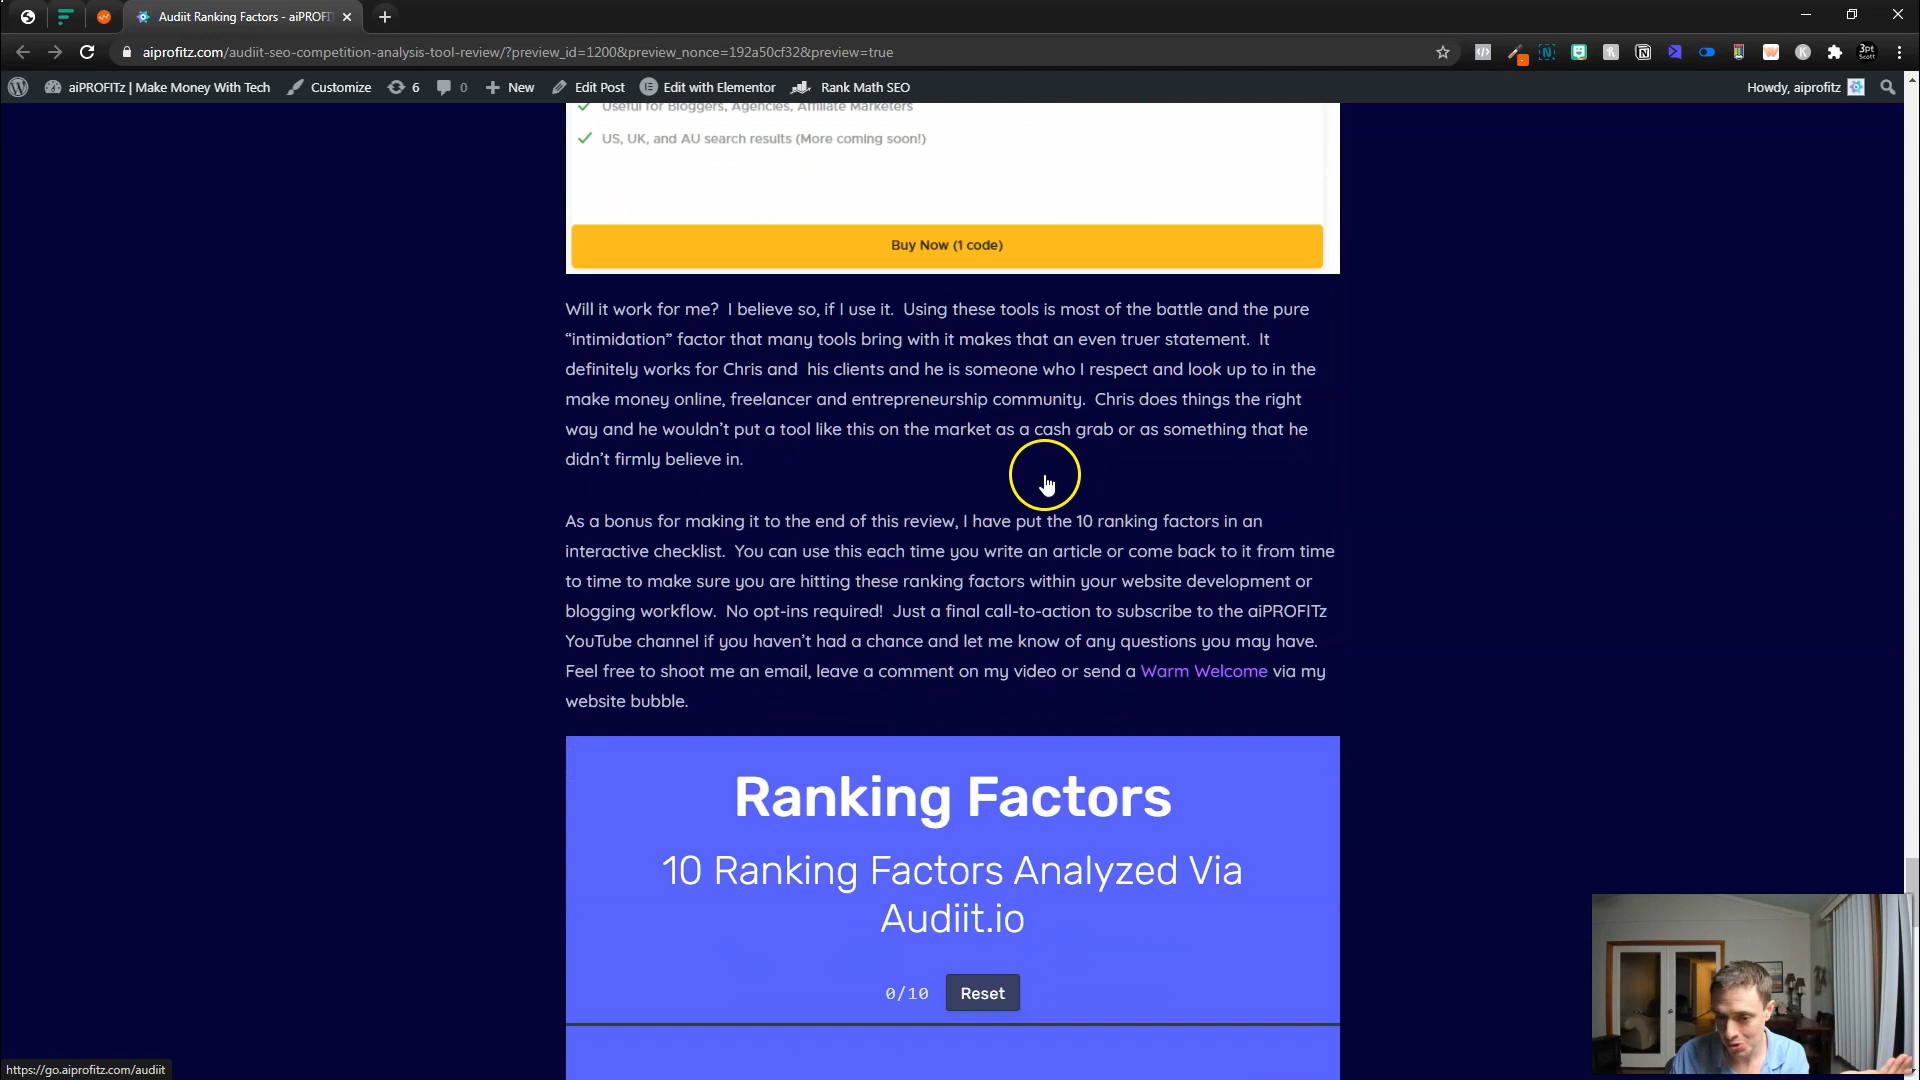 Audiit Ranking Factors - aiPROFI
aiprofitz.com/audiit-seo-competition-analysis-tool-review/?preview_id=1200&preview_nonce=192a50cf32&preview=true
3pt
Scott
aiPROFITz | Make Money With Tech
Customize
6
0
New
Edit Post
Edit with Elementor
Rank Math SEO
Howdy, aiprofitz
Useful for Bloggers, Agencies, Affiliate Marketers
US, UK, and AU search results (More coming soon!)
Buy Now (1 code)
Will it work for me?  I believe so, if I use it.  Using these tools is most of the battle and the pure
“intimidation” factor that many tools bring with it makes that an even truer statement.  It
definitely works for Chris and  his clients and he is someone who I respect and look up to in the
make money online, freelancer and entrepreneurship community.  Chris does things the right
way and he wouldn’t put a tool like this on the market as a cash grab or as something that he
didn’t firmly believe in.
As a bonus for making it to the end of this review, I have put the 10 ranking factors in an
interactive checklist.  You can use this each time you write an article or come back to it from time
to time to make sure you are hitting these ranking factors within your website development or
blogging workflow.  No opt-ins required!  Just a final call-to-action to subscribe to the aiPROFITz
YouTube channel if you haven’t had a chance and let me know of any questions you may have.
Feel free to shoot me an email, leave a comment on my video or send a Warm Welcome via my
website bubble.
Ranking Factors
10 Ranking Factors Analyzed Via
Audiit.io
0/10
Reset
https://go.aiprofitz.com/audiit